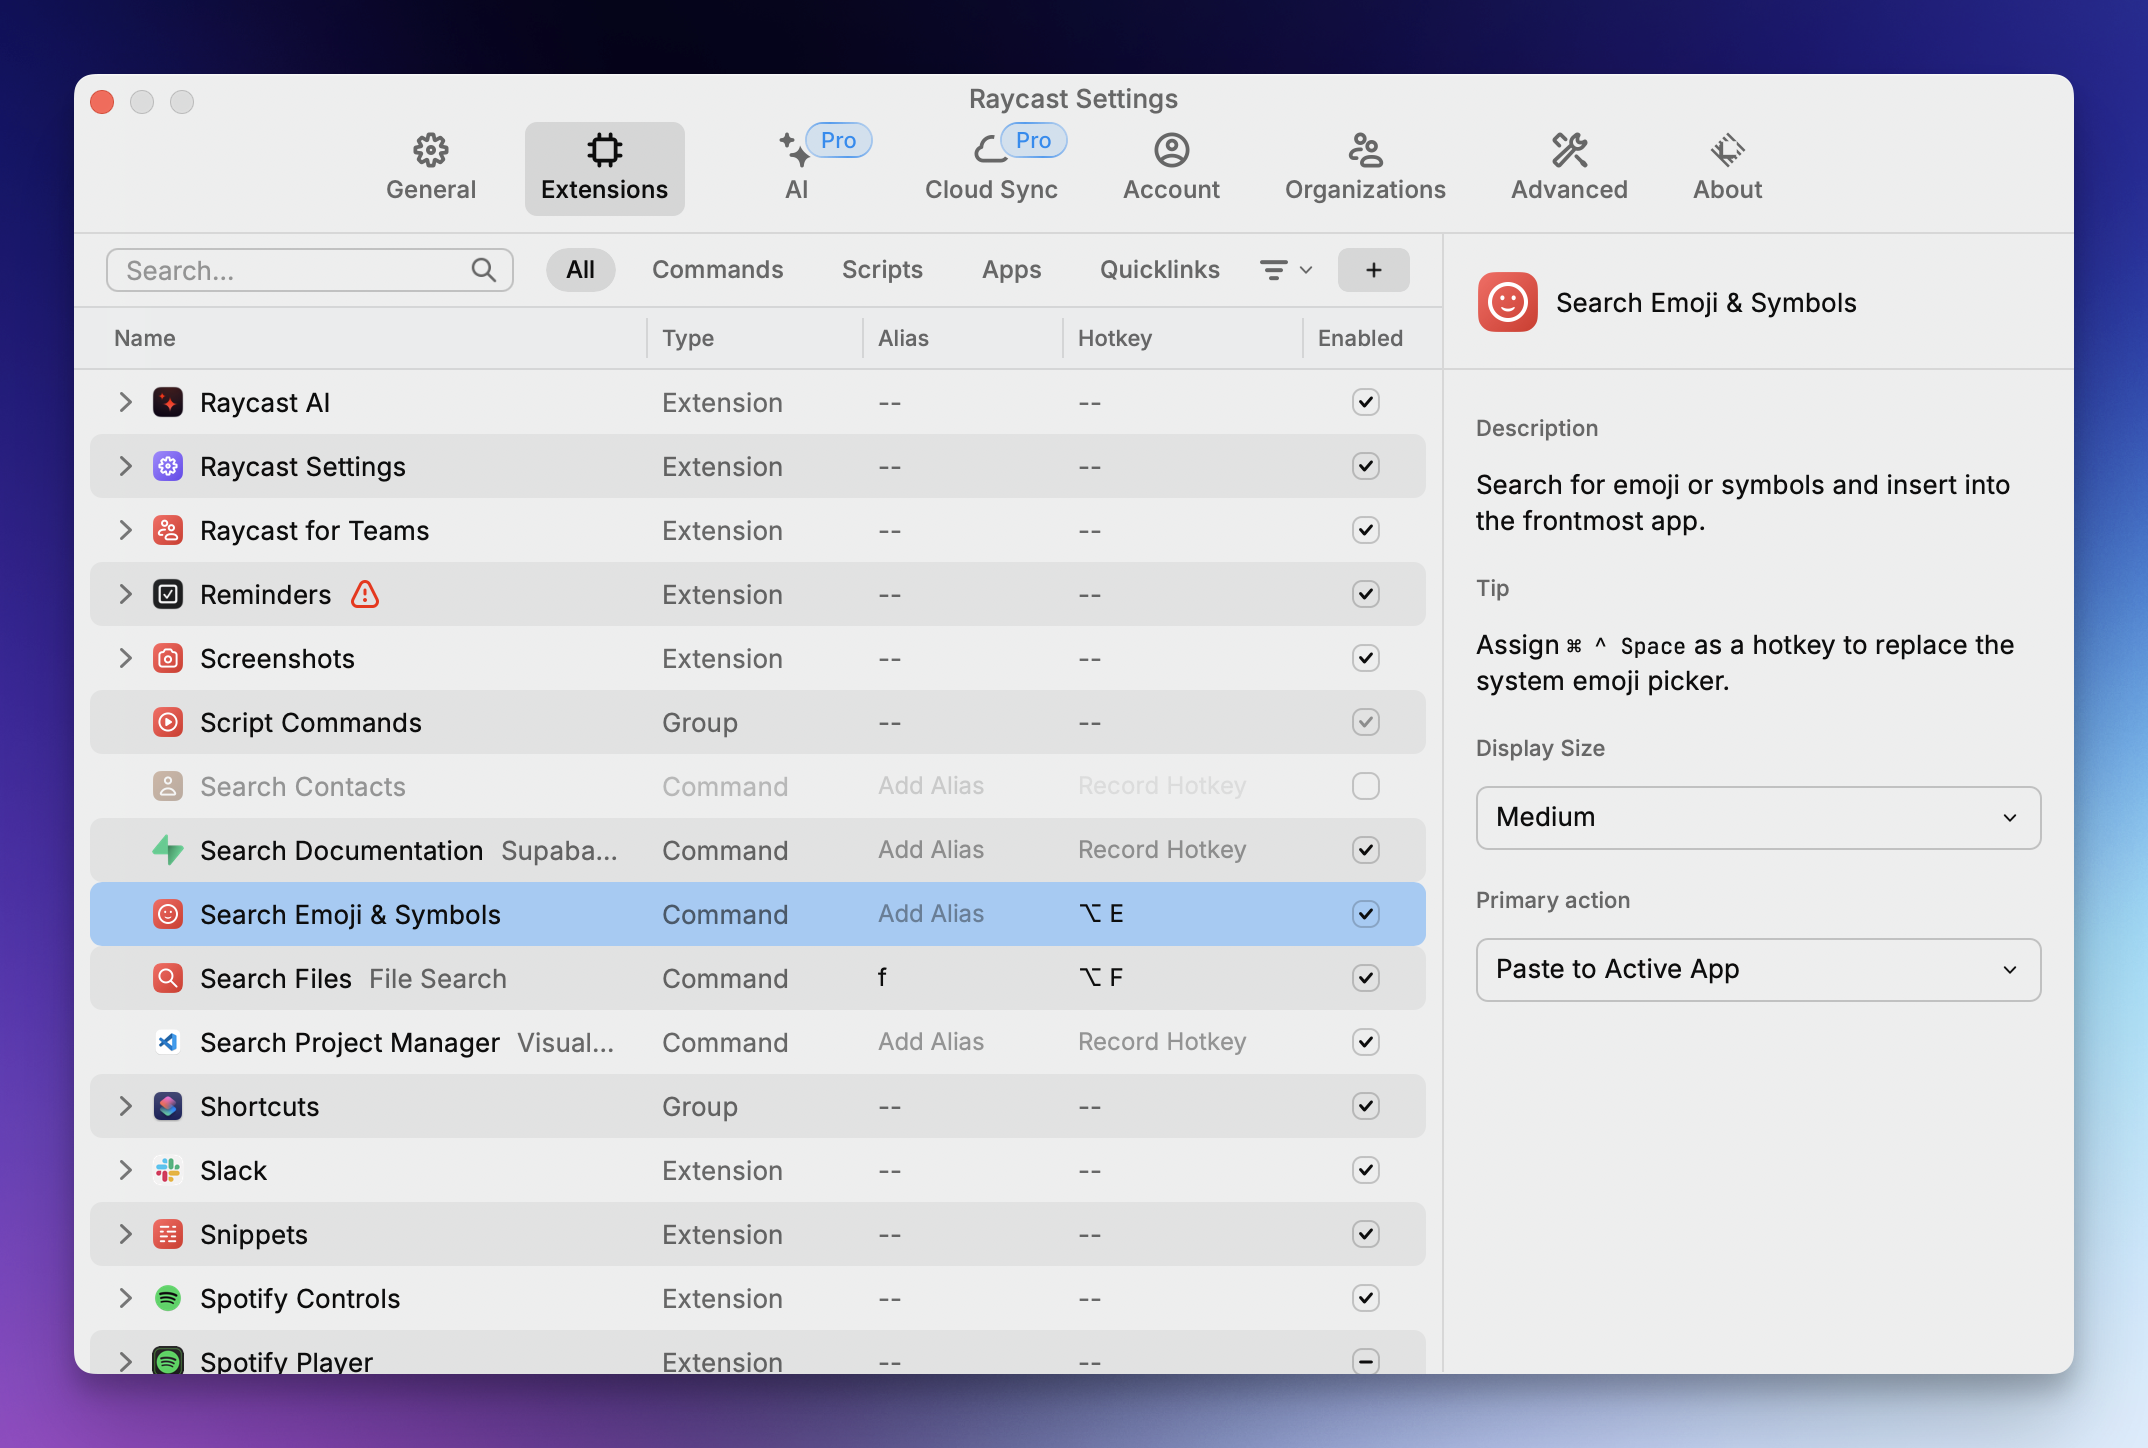 Raycast Settings
General
Extensions
Pro
AI
Pro
Cloud Sync
Account
Organizations
Advanced
About
Search...
All
Commands
Scripts
Apps
Quicklinks
+
Name Type Alias Hotkey Enabled
Raycast AI Extension -- --
Raycast Settings Extension -- --
Raycast for Teams Extension -- --
Reminders Extension -- --
Screenshots Extension -- --
Script Commands Group -- --
Search Contacts Command Add Alias Record Hotkey
Search Documentation Supaba... Command Add Alias Record Hotkey
Search Emoji & Symbols Command Add Alias ⌥ E
Search Files File Search Command f ⌥ F
Search Project Manager Visual... Command Add Alias Record Hotkey
Shortcuts Group -- --
Slack Extension -- --
Snippets Extension -- --
Spotify Controls Extension -- --
Spotify Player Extension -- --
Search Emoji & Symbols
Description
Search for emoji or symbols and insert into
the frontmost app.
Tip
Assign ⌘ ^ Space as a hotkey to replace the
system emoji picker.
Display Size
Medium
Primary action
Paste to Active App